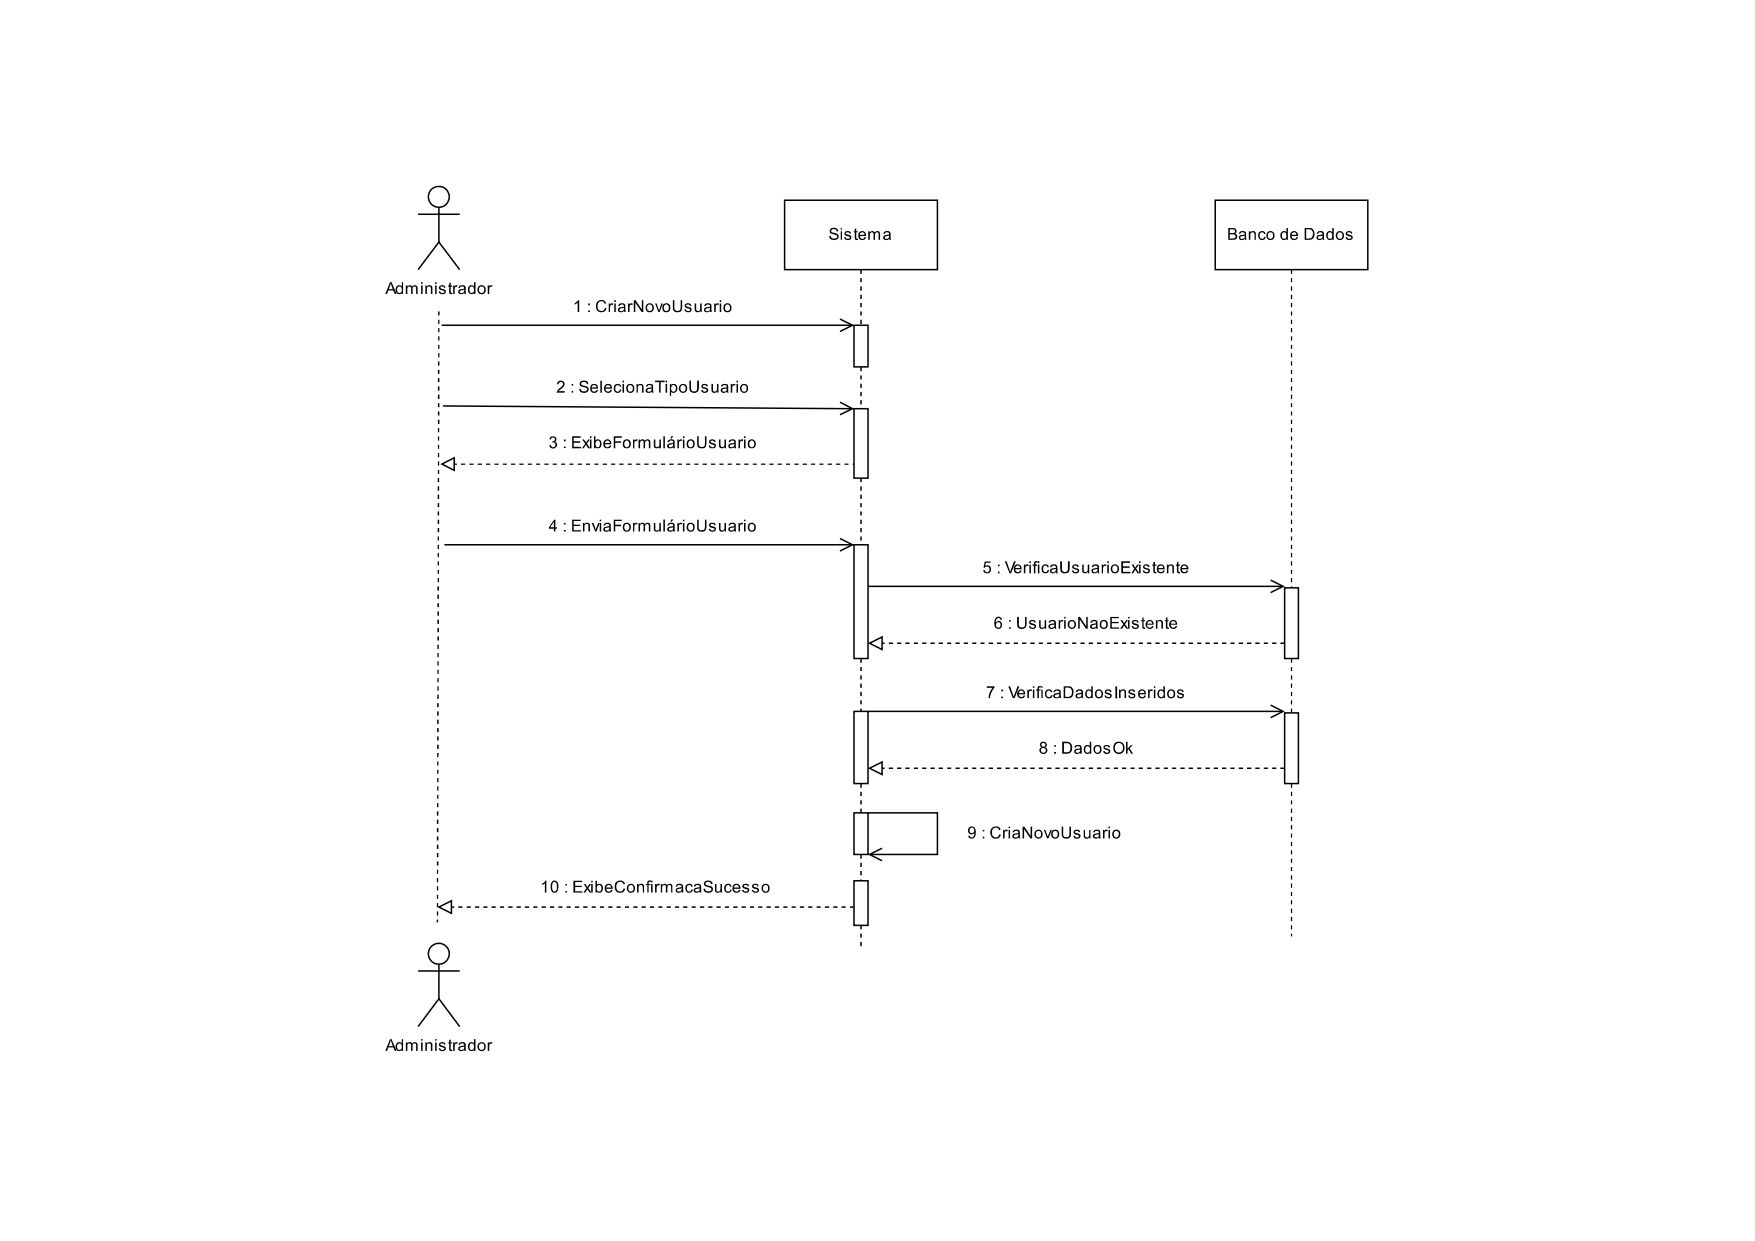 Sistema
Banco de Dados
Administrador
1 : CriarNovoUsuario
2 : SelecionaTipoUsuario
3 : ExibeFormulárioUsuario
4 : EnviaFormulárioUsuario
5 : VerificaUsuarioExistente
6 : UsuarioNaoExistente
7 : VerificaDadosInseridos
8 : DadosOk
9 : CriaNovoUsuario
10 : ExibeConfirmacaSucesso
Administrador